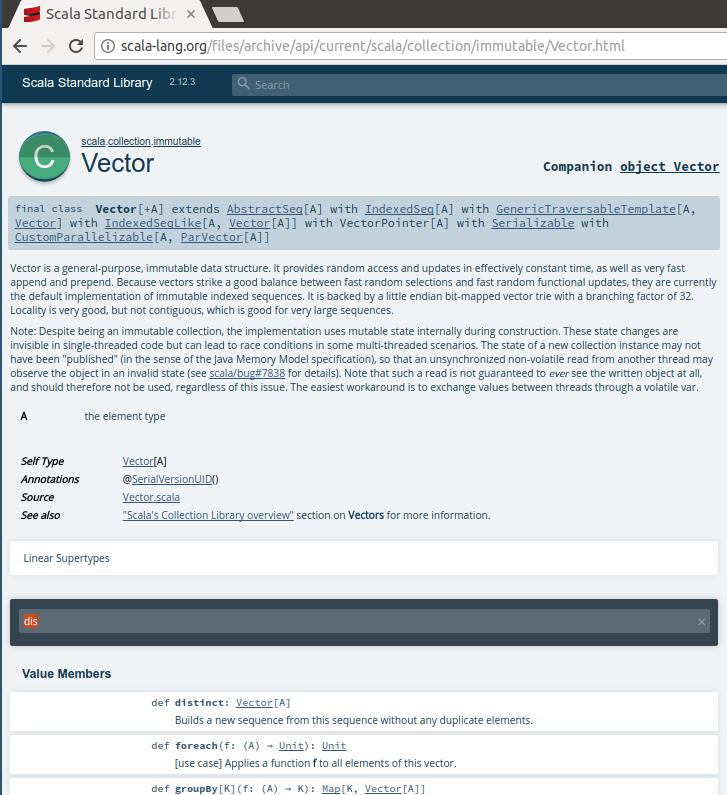 Scala Standard Libr
scala-lang.org/files/archive/api/current/scala/collection/immutable/Vector.html
Scala Standard Library 2.12.3 Search
scala.collection.immutable
C Vector
Companion object Vector
final class Vector[+A] extends AbstractSeq[A] with IndexedSeq[A] with GenericTraversableTemplate[A,
Vector] with IndexedSeqLike[A, Vector[A]] with VectorPointer[A] with Serializable with
CustomParallelizable[A, ParVector[A]]
Vector is a general-purpose, immutable data structure. It provides random access and updates in effectively constant time, as well as very fast
append and prepend. Because vectors strike a good balance between fast random selections and fast random functional updates, they are currently
the default implementation of immutable indexed sequences. It is backed by a little endian bit-mapped vector trie with a branching factor of 32.
Locality is very good, but not contiguous, which is good for very large sequences.
Note: Despite being an immutable collection, the implementation uses mutable state internally during construction. These state changes are
invisible in single-threaded code but can lead to race conditions in some multi-threaded scenarios. The state of a new collection instance may not
have been "published" (in the sense of the Java Memory Model specification), so that an unsynchronized non-volatile read from another thread may
observe the object in an invalid state (see scala/bug#7838 for details). Note that such a read is not guaranteed to ever see the written object at all,
and should therefore not be used, regardless of this issue. The easiest workaround is to exchange values between threads through a volatile var.
A the element type
Self Type Vector[A]
Annotations @SerialVersionUID()
Source Vector.scala
See also "Scala's Collection Library overview" section on Vectors for more information.
Linear Supertypes
dis
Value Members
def distinct: Vector[A]
Builds a new sequence from this sequence without any duplicate elements.
def foreach(f: (A) ⇒ Unit): Unit
[use case] Applies a function f to all elements of this vector.
def groupBy[K](f: (A) ⇒ K): Map[K, Vector[A]]